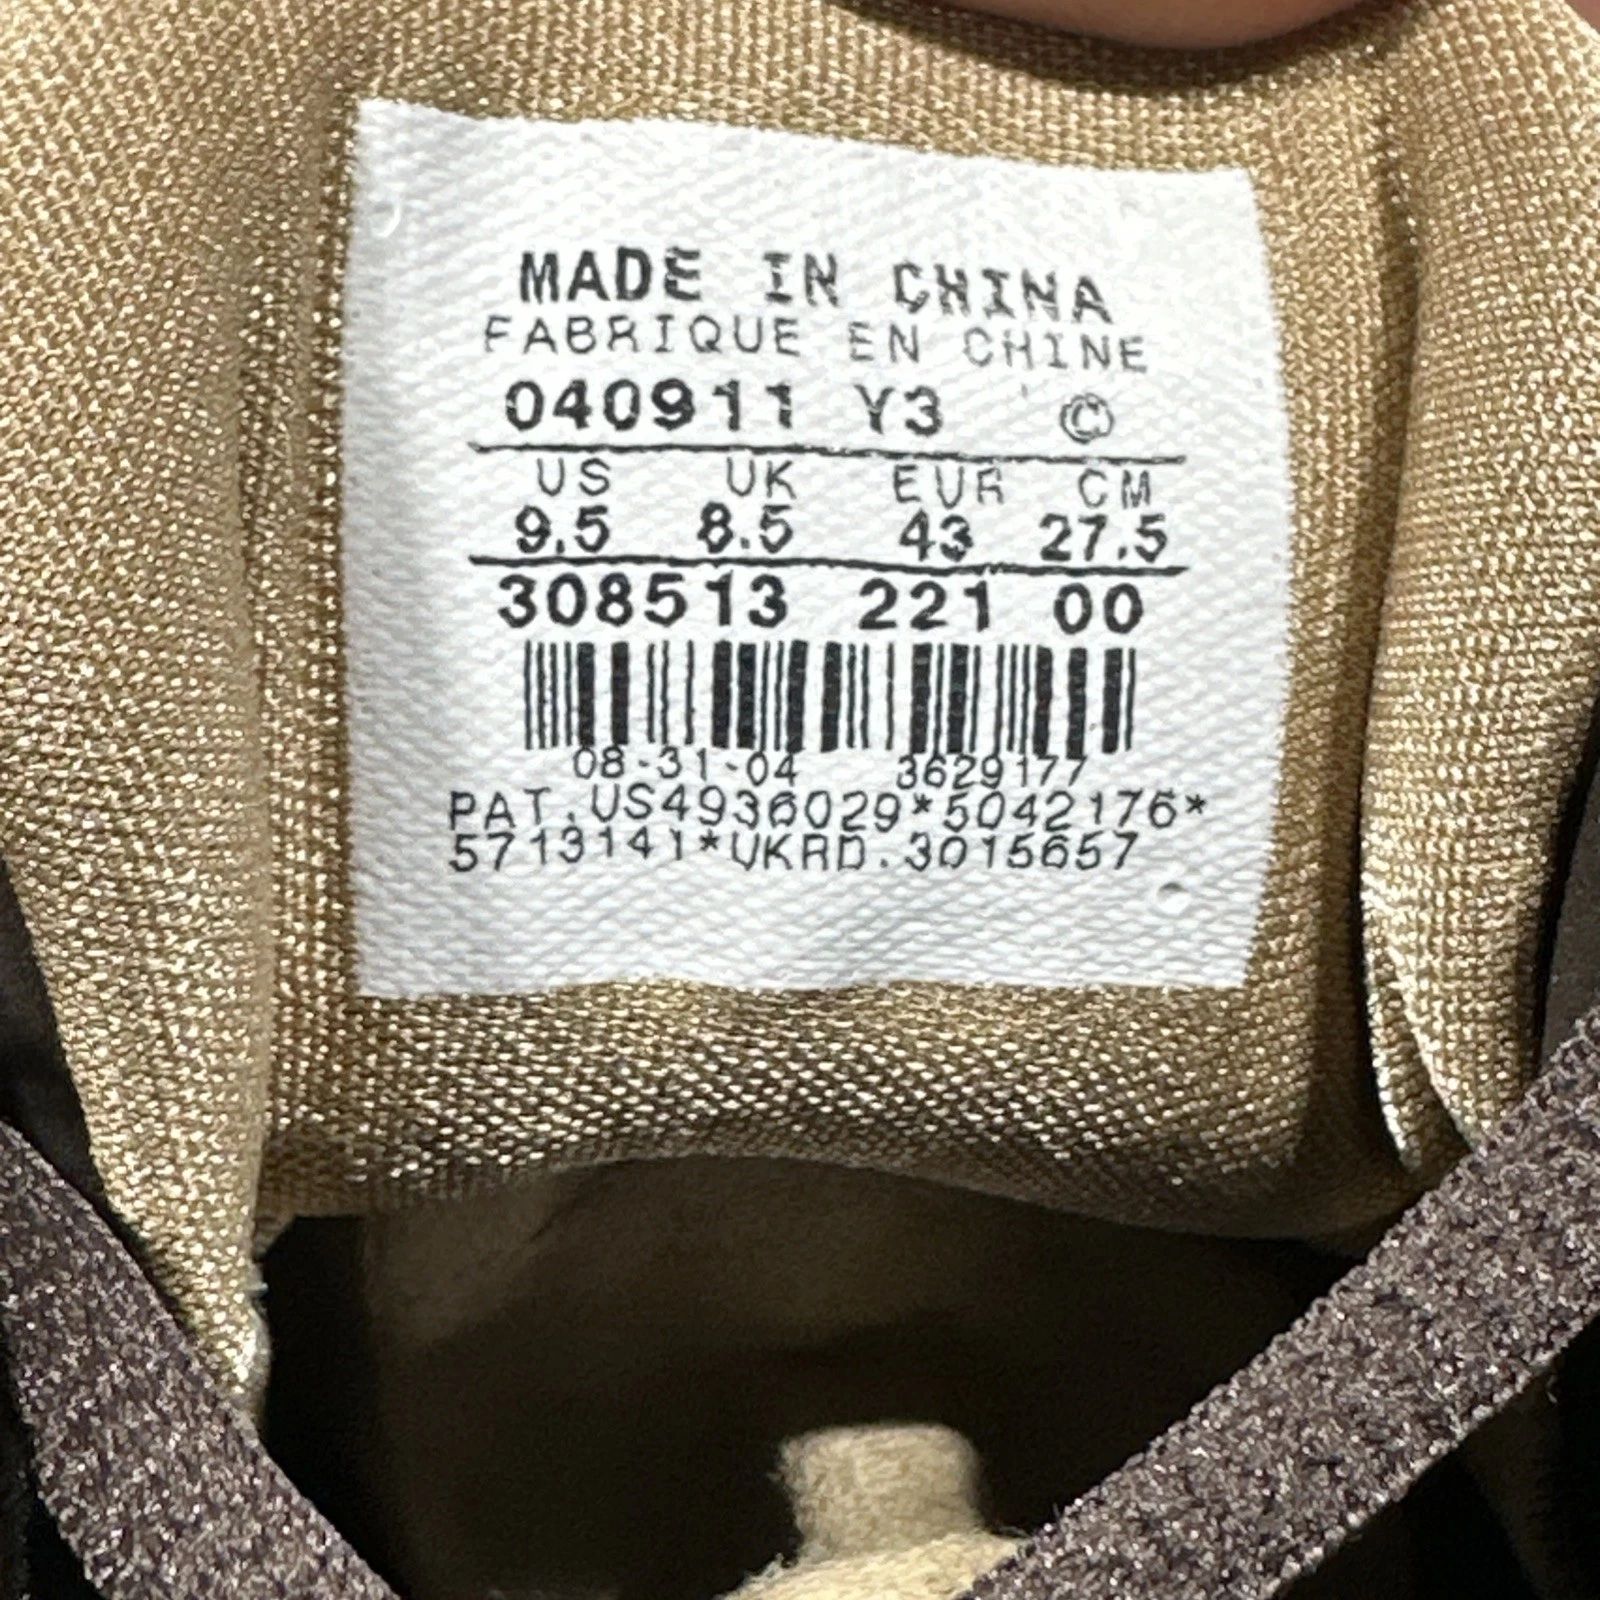 MADE IN CHINA
FABRIQUE EN CHINE
040911 Y3 ©
US UK EUR CM
9.5 8.5 43 27.5
308513 221 00
08-31-04 3629177
PAT.US4936029*5042176*
5713141*UKRD.3015657